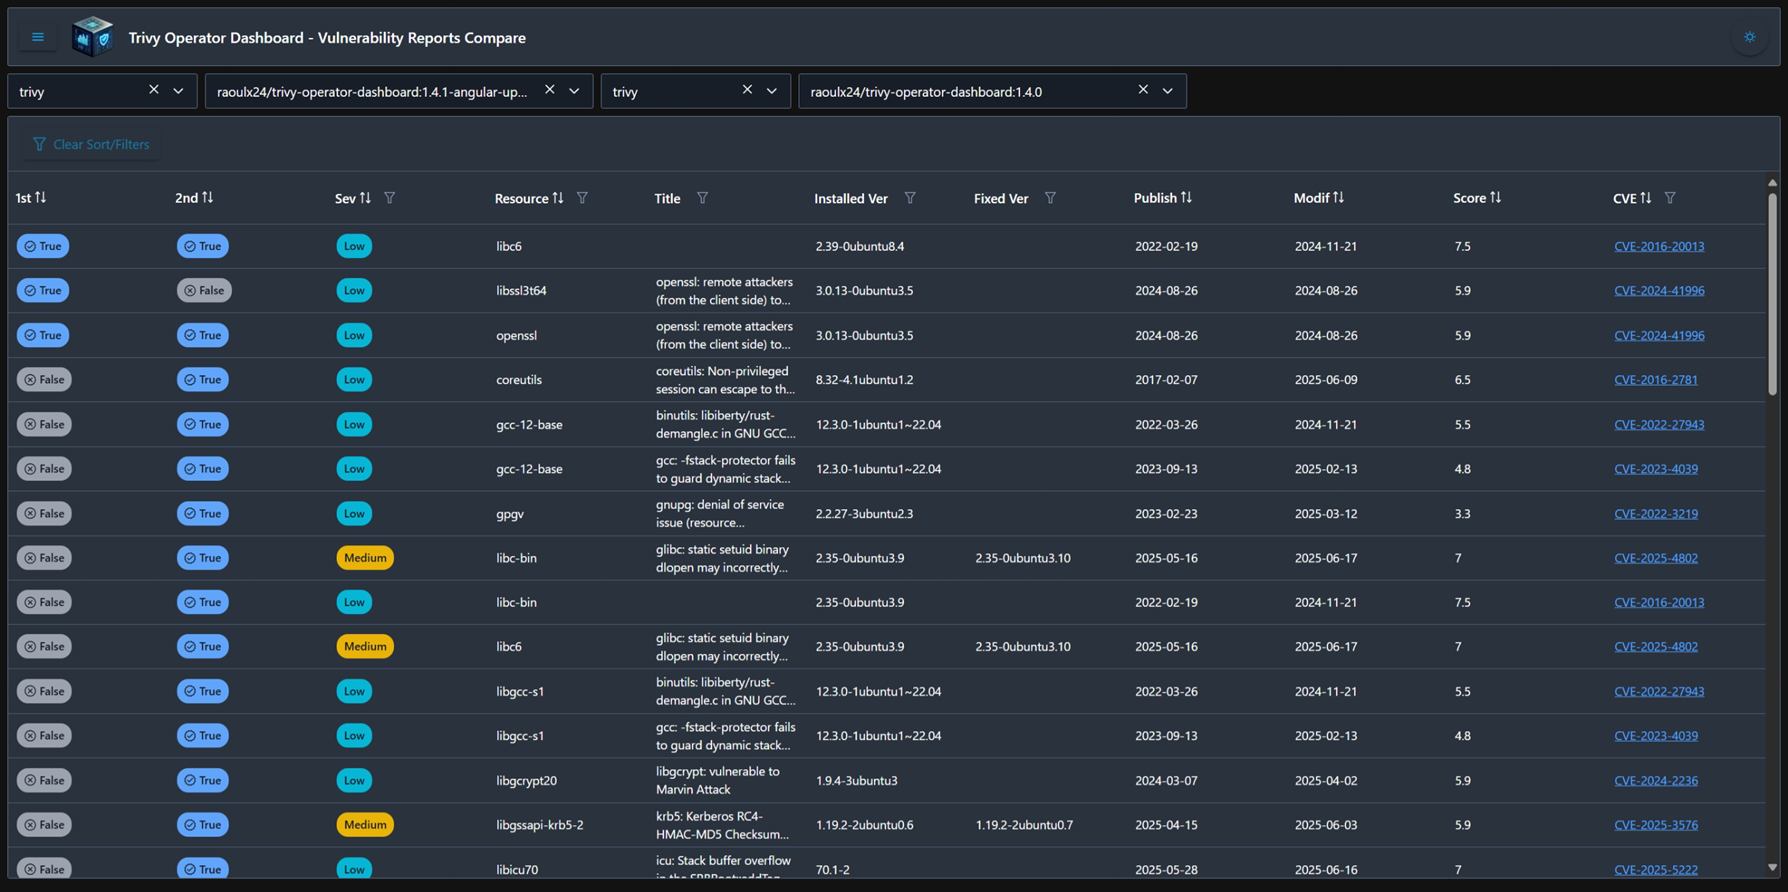 Trivy Operator Dashboard - Vulnerability Reports Compare
trivy raoulx24/trivy-operator-dashboard:1.4.1-angular-up... trivy raoulx24/trivy-operator-dashboard:1.4.0
Clear Sort/Filters
1st 2nd Sev Resource Title Installed Ver Fixed Ver Publish Modif Score CVE
True True Low libc6 2.39-0ubuntu8.4 2022-02-19 2024-11-21 7.5 CVE-2016-20013
True False Low libssl3t64 openssl: remote attackers
(from the client side) to... 3.0.13-0ubuntu3.5 2024-08-26 2024-08-26 5.9 CVE-2024-41996
True True Low openssl openssl: remote attackers
(from the client side) to... 3.0.13-0ubuntu3.5 2024-08-26 2024-08-26 5.9 CVE-2024-41996
False True Low coreutils coreutils: Non-privileged
session can escape to th... 8.32-4.1ubuntu1.2 2017-02-07 2025-06-09 6.5 CVE-2016-2781
False True Low gcc-12-base binutils: libiberty/rust-
demangle.c in GNU GCC... 12.3.0-1ubuntu1~22.04 2022-03-26 2024-11-21 5.5 CVE-2022-27943
False True Low gcc-12-base gcc: -fstack-protector fails
to guard dynamic stack... 12.3.0-1ubuntu1~22.04 2023-09-13 2025-02-13 4.8 CVE-2023-4039
False True Low gpgv gnupg: denial of service
issue (resource... 2.2.27-3ubuntu2.3 2023-02-23 2025-03-12 3.3 CVE-2022-3219
False True Medium libc-bin glibc: static setuid binary
dlopen may incorrectly... 2.35-0ubuntu3.9 2.35-0ubuntu3.10 2025-05-16 2025-06-17 7 CVE-2025-4802
False True Low libc-bin 2.35-0ubuntu3.9 2022-02-19 2024-11-21 7.5 CVE-2016-20013
False True Medium libc6 glibc: static setuid binary
dlopen may incorrectly... 2.35-0ubuntu3.9 2.35-0ubuntu3.10 2025-05-16 2025-06-17 7 CVE-2025-4802
False True Low libgcc-s1 binutils: libiberty/rust-
demangle.c in GNU GCC... 12.3.0-1ubuntu1~22.04 2022-03-26 2024-11-21 5.5 CVE-2022-27943
False True Low libgcc-s1 gcc: -fstack-protector fails
to guard dynamic stack... 12.3.0-1ubuntu1~22.04 2023-09-13 2025-02-13 4.8 CVE-2023-4039
False True Low libgcrypt20 libgcrypt: vulnerable to
Marvin Attack 1.9.4-3ubuntu3 2024-03-07 2025-04-02 5.9 CVE-2024-2236
False True Medium libgssapi-krb5-2 krb5: Kerberos RC4-
HMAC-MD5 Checksum... 1.19.2-2ubuntu0.6 1.19.2-2ubuntu0.7 2025-04-15 2025-06-03 5.9 CVE-2025-3576
False True Low libicu70 icu: Stack buffer overflow
in the 70.1-2 2025-05-28 2025-06-16 7 CVE-2025-5222